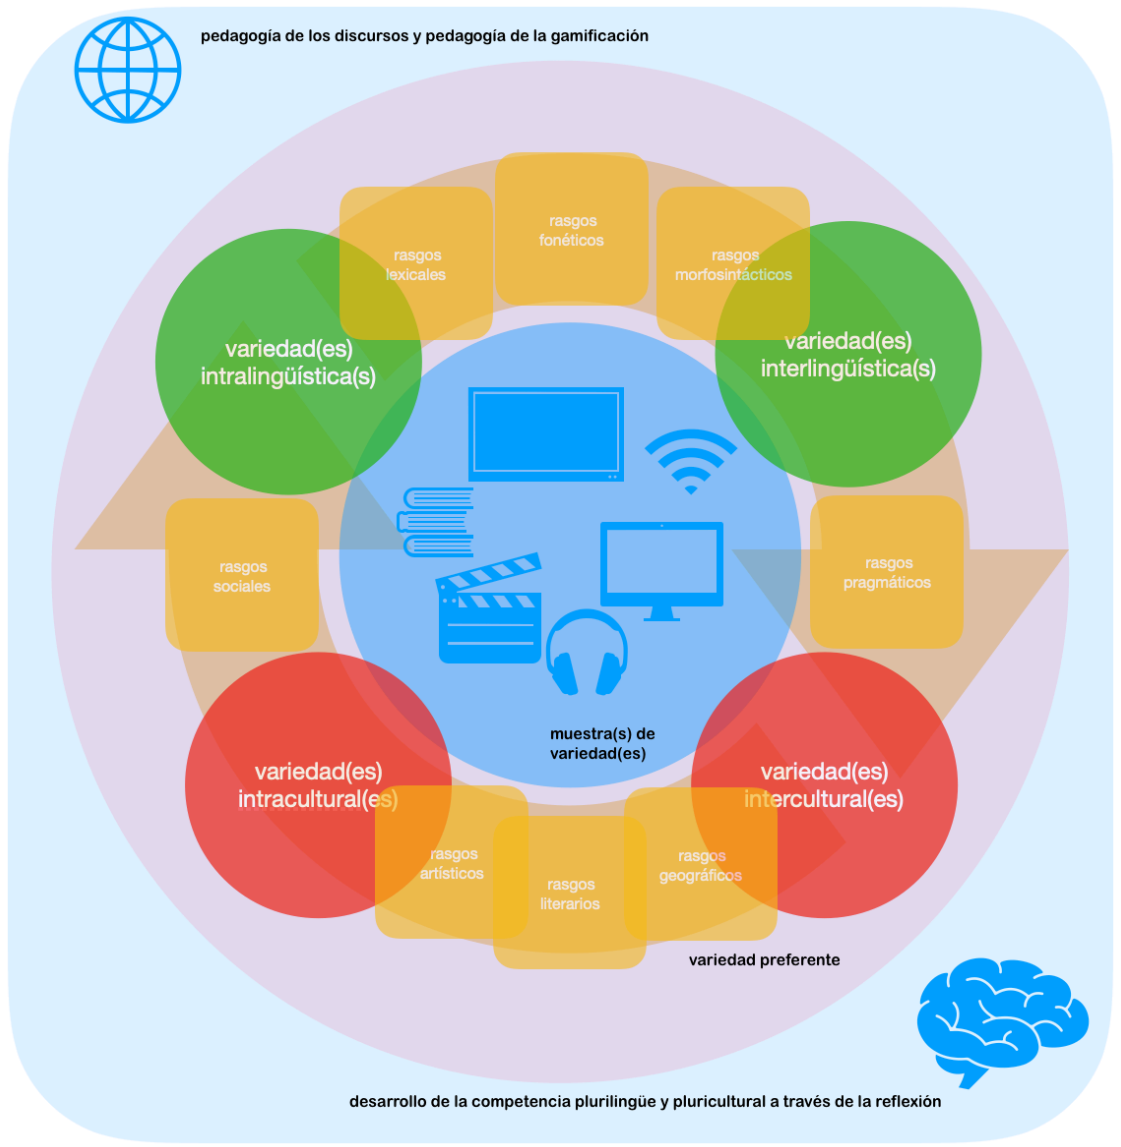 pedagogía de los discursos y pedagogía de la gamificación
rasgos
fonéticos
rasgos
lexicales
rasgos
morfosintácticos
variedad(es)
intralingüística(s)
variedad(es)
interlingüística(s)
rasgos
sociales
rasgos
pragmáticos
muestra(s) de
variedad(es)
variedad(es)
intracultural(es)
variedad(es)
intercultural(es)
rasgos
artísticos
rasgos
literarios
rasgos
geográficos
variedad preferente
desarrollo de la competencia plurilingüe y pluricultural a través de la reflexión